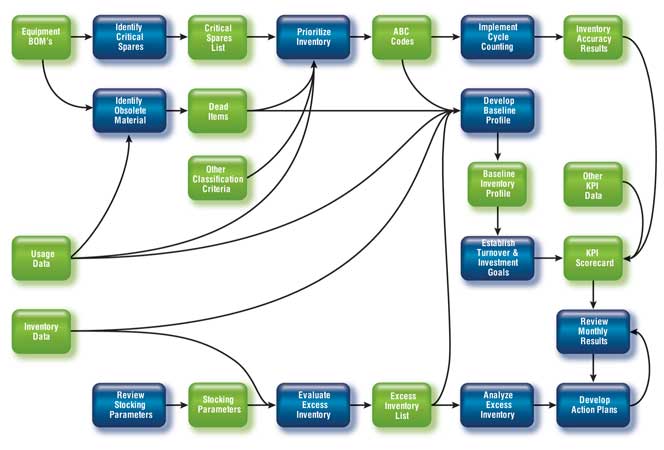 Equipment
BOM's
Identify
Critical
Spares
Critical
Spares
List
Prioritize
Inventory
ABC
Codes
Implement
Cycle
Counting
Inventory
Accuracy
Results
Identify
Obsolete
Material
Dead
Items
Develop
Baseline
Profile
Other
Classification
Criteria
Baseline
Inventory
Profile
Other
KPI
Data
Usage
Data
Establish
Turnover &
Investment
Goals
KPI
Scorecard
Inventory
Data
Review
Monthly
Results
Review
Stocking
Parameters
Stocking
Parameters
Evaluate
Excess
Inventory
Excess
Inventory
List
Analyze
Excess
Inventory
Develop
Action Plans